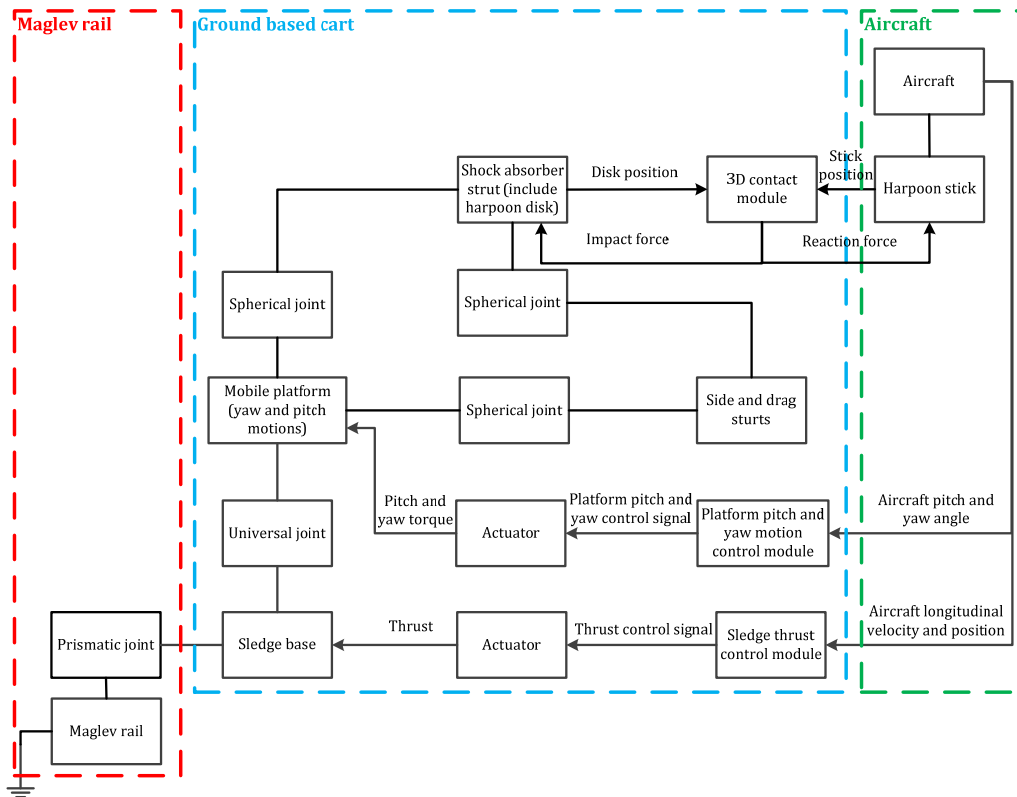 Maglev rail
Ground based cart
Aircraft
Aircraft
Shock absorber
strut (include
harpoon disk)
Disk position
3D contact
module
Stick
position
Harpoon stick
Impact force
Reaction force
Spherical joint
Spherical joint
Mobile platform
(yaw and pitch
motions)
Spherical joint
Side and drag
sturts
Pitch and
yaw torque
Platform pitch and
yaw control signal
Aircraft pitch and
yaw angle
Universal joint
Actuator
Platform pitch and
yaw motion
control module
Prismatic joint
Sledge base
Thrust
Actuator
Thrust control signal
Sledge thrust
control module
Aircraft longitudinal
velocity and position
Maglev rail